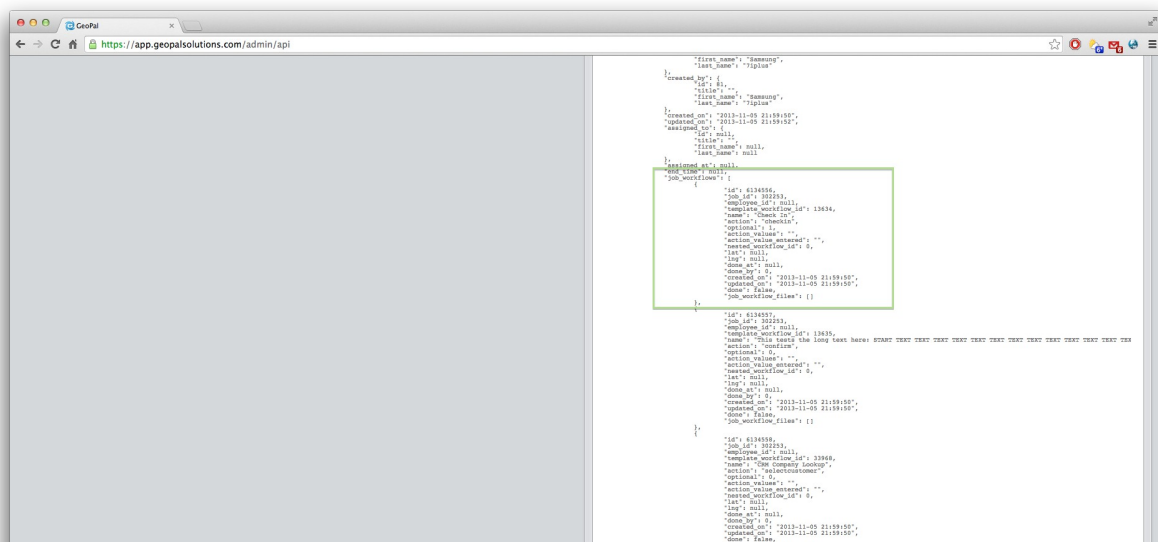 GeoPal
https://app.geopalsolutions.com/admin/api
"first_name": "Samsung",
"last_name": "7iplus"
},
"created_by": {
"id": 81,
"title": "",
"first_name": "Samsung",
"last_name": "7iplus"
},
"created_on": "2013-11-05 21:59:50",
"updated_on": "2013-11-05 21:59:52",
"assigned_to": {
"id": null,
"title": "",
"first_name": null,
"last_name": null
},
"assigned_at": null,
"end_time": null,
"job_workflows": [
{
"id": 6134556,
"job_id": 302253,
"employee_id": null,
"template_workflow_id": 13634,
"name": "Check In",
"action": "checkin",
"optional": 1,
"action_values": "",
"action_value_entered": "",
"nested_workflow_id": 0,
"lat": null,
"lng": null,
"done_at": null,
"done_by": 0,
"created_on": "2013-11-05 21:59:50",
"updated_on": "2013-11-05 21:59:50",
"done": false,
"job_workflow_files": []
},
{
"id": 6134557,
"job_id": 302253,
"employee_id": null,
"template_workflow_id": 13635,
"name": "This tests the long text here: START TEXT TEXT TEXT TEXT TEXT TEXT TEXT TEXT TEXT TEXT TEXT TEXT TES
"action": "confirm",
"optional": 0,
"action_values": "",
"action_value_entered": "",
"nested_workflow_id": 0,
"lat": null,
"lng": null,
"done_at": null,
"done_by": 0,
"created_on": "2013-11-05 21:59:50",
"updated_on": "2013-11-05 21:59:50",
"done": false,
"job_workflow_files": []
},
{
"id": 6134558,
"job_id": 302253,
"employee_id": null,
"template_workflow_id": 33968,
"name": "CRM Company Lookup",
"action": "selectcustomer",
"optional": 0,
"action_values": "",
"action_value_entered": "",
"nested_workflow_id": 0,
"lat": null,
"lng": null,
"done_at": null,
"done_by": 0,
"created_on": "2013-11-05 21:59:50",
"updated_on": "2013-11-05 21:59:50",
"done": false,